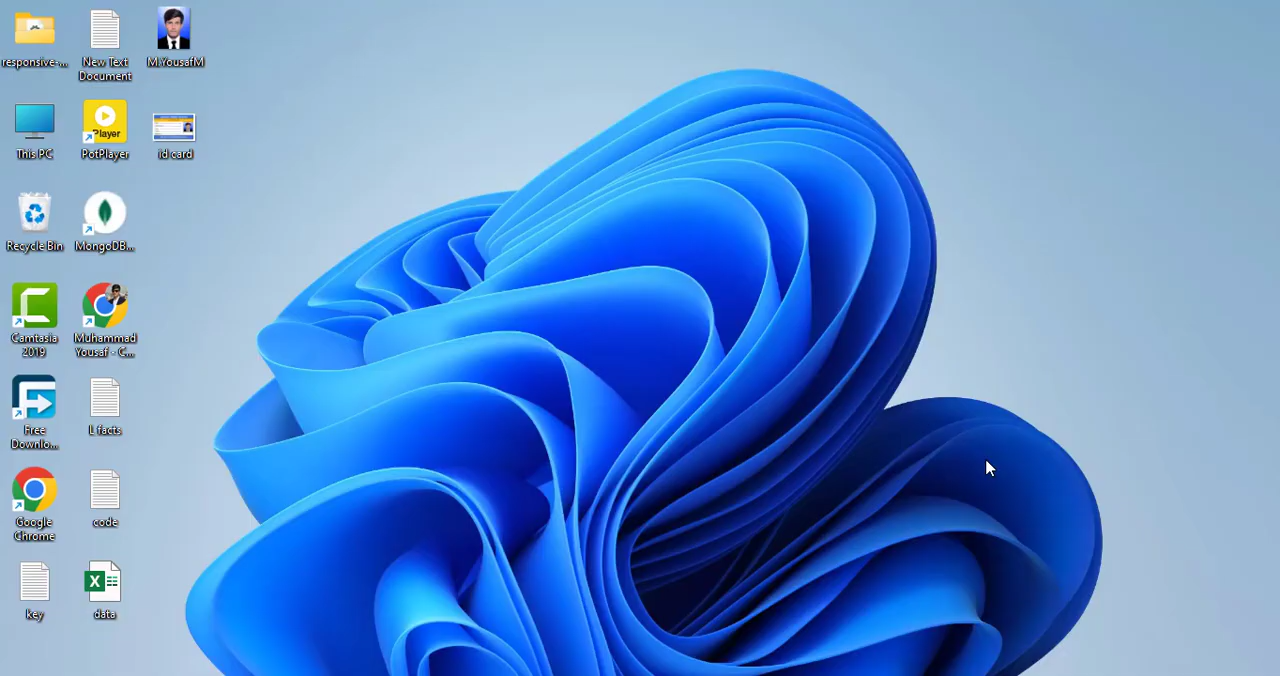 responsive-...
New Text
Document
M.YousafM
This PC
Player
PotPlayer
id card
Recycle Bin
MongoDB...
Camtasia
2019
Muhammad
Yousaf - C...
Free
Downlo...
L facts
Google
Chrome
code
key
X
data